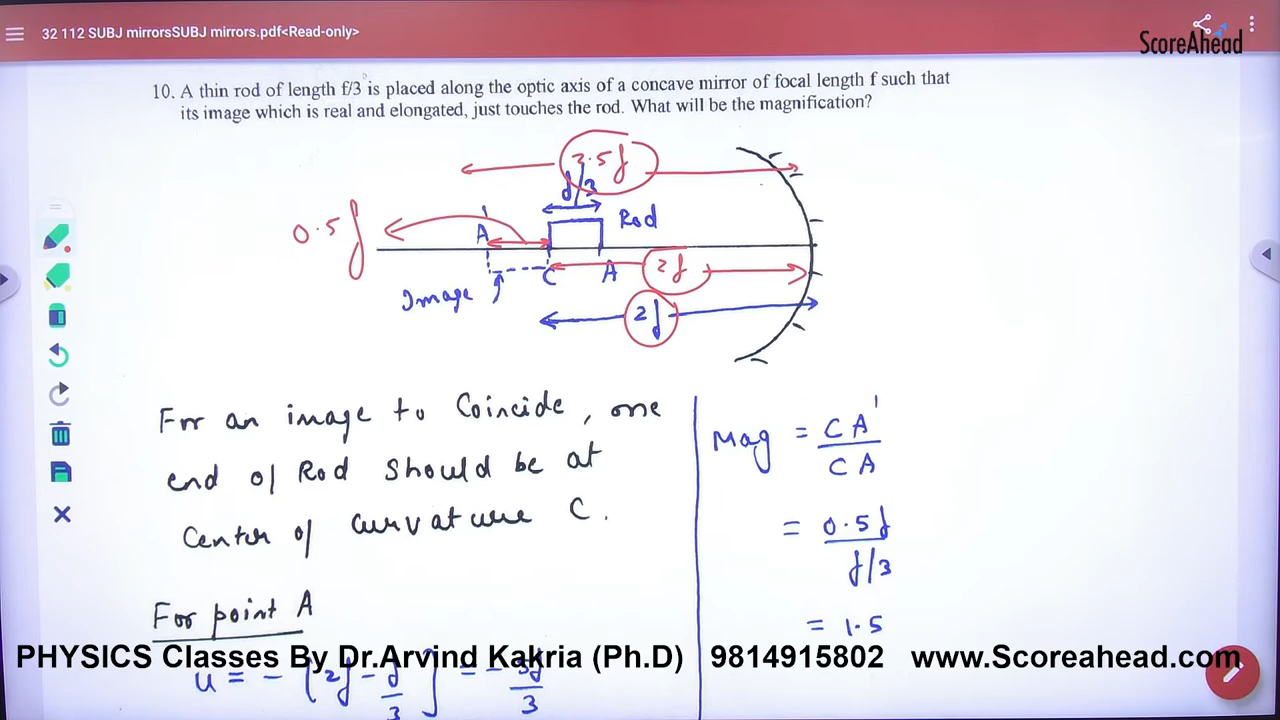 32 112 SUBJ mirrorsSUBJ mirrors.pdf<Read-only>
ScoreAhead
10. A thin rod of length f/3 is placed along the optic axis of a concave mirror of focal length f such that
its image which is real and elongated, just touches the rod. What will be the magnification?
2.5f
f/3
0.5f
A'
Rod
C
A
2f
Image
2f
For an image to Coincide, one
end of Rod should be at
Center of curvature C.
For point A
u = - [2f - f/3] = - 5f/3
Mag = CA'/CA
= 0.5f / f/3
= 1.5
PHYSICS Classes By Dr.Arvind Kakria (Ph.D) 9814915802 www.Scoreahead.com